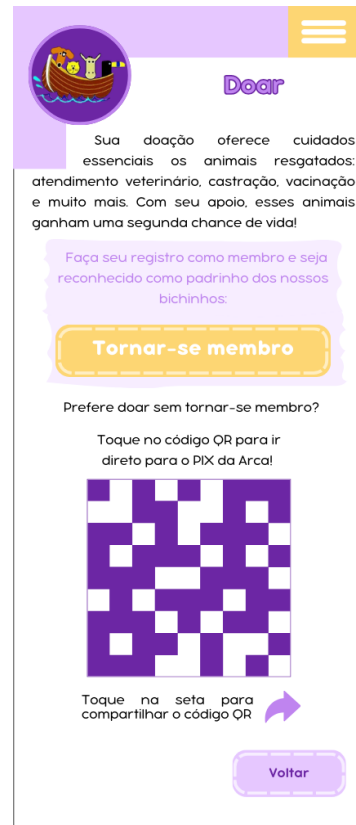 Doar
Sua doação oferece cuidados
essenciais os animais resgatados:
atendimento veterinário, castração, vacinação
e muito mais. Com seu apoio, esses animais
ganham uma segunda chance de vida!
Faça seu registro como membro e seja
reconhecido como padrinho dos nossos
bichinhos:
Tornar-se membro
Prefere doar sem tornar-se membro?
Toque no código QR para ir
direto para o PIX da Arca!
Toque na seta para
compartilhar o código QR
Voltar